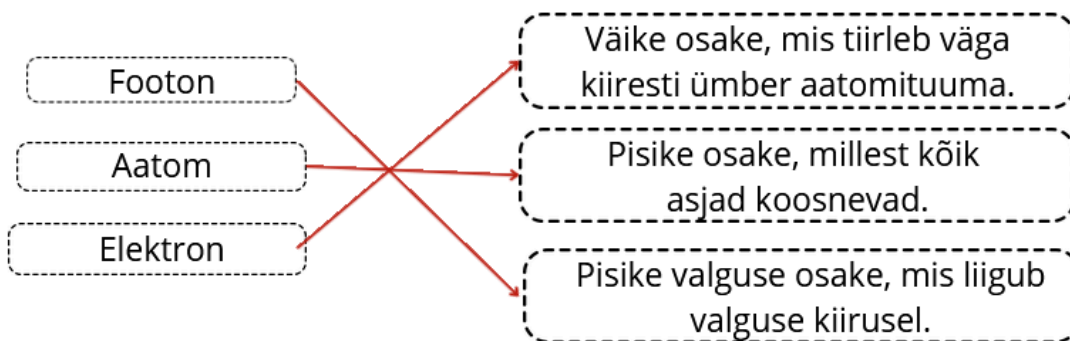 Footon
Aatom
Elektron
Väike osake, mis tiirleb väga
kiiresti ümber aatomituuma.
Pisike osake, millest kõik
asjad koosnevad.
Pisike valguse osake, mis liigub
valguse kiirusel.